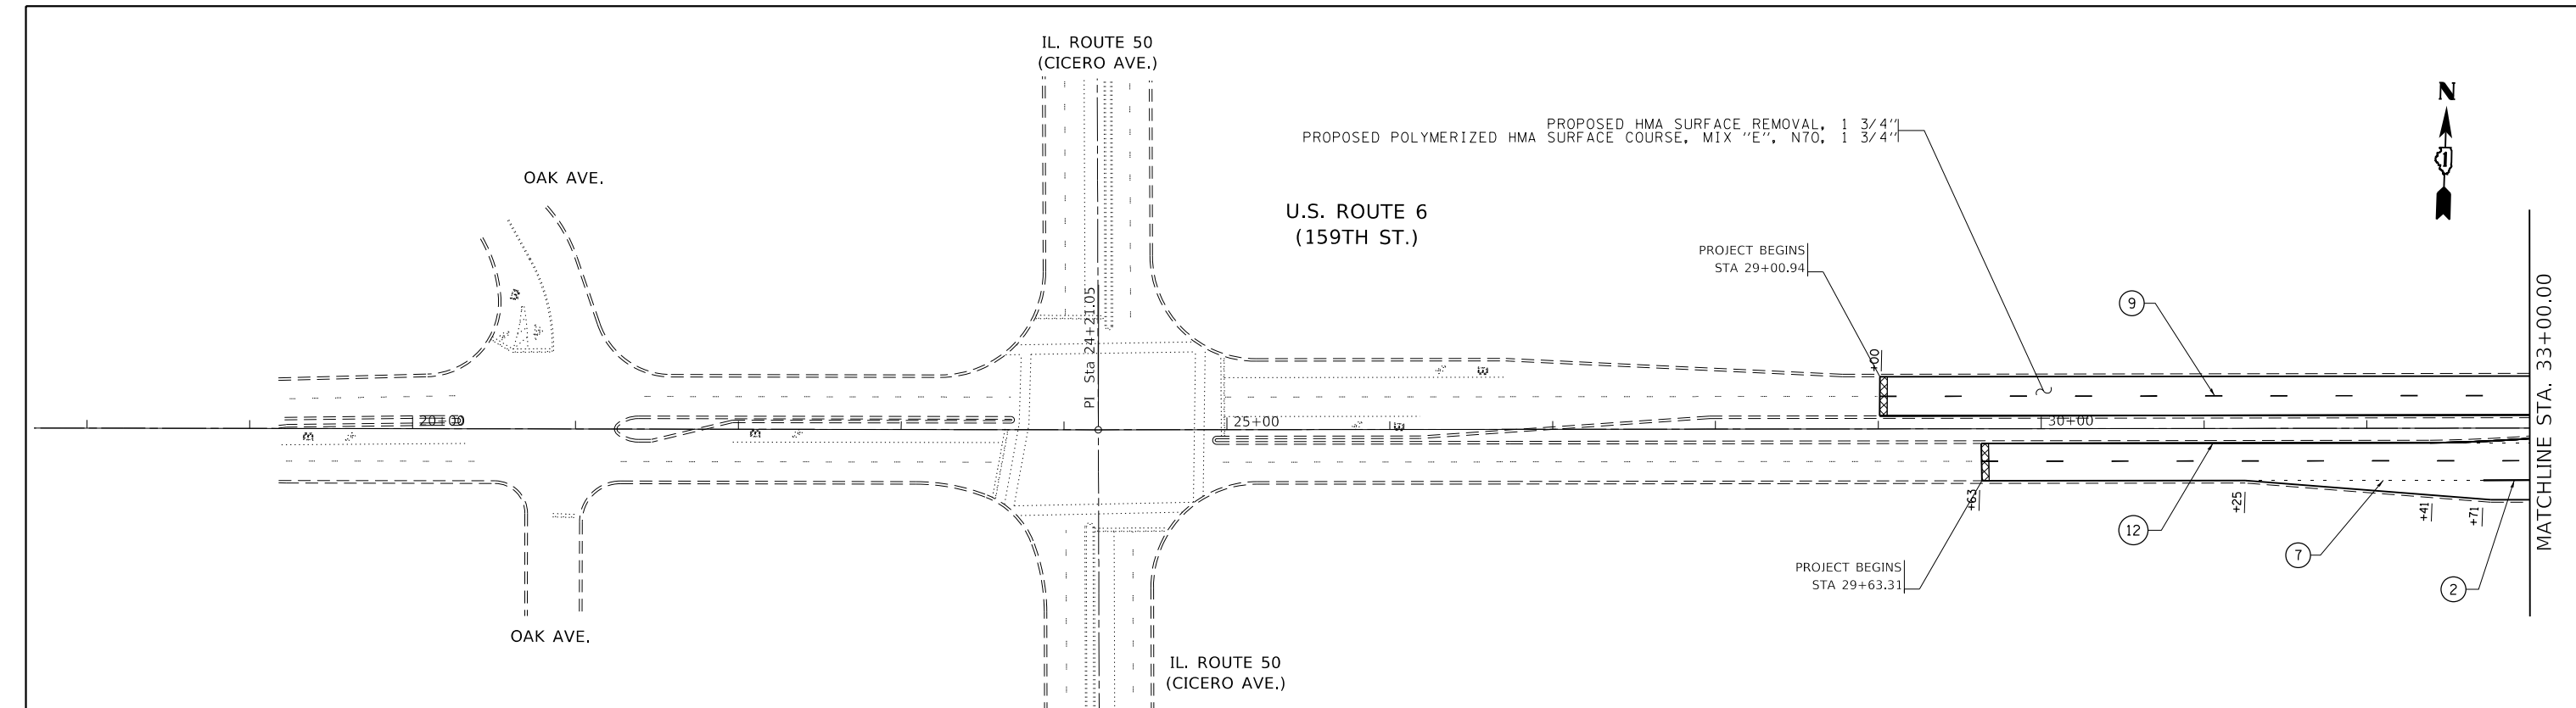 IL. ROUTE 50
(CICERO AVE.)
N
1
PROPOSED HMA SURFACE REMOVAL, 1 3/4"
PROPOSED POLYMERIZED HMA SURFACE COURSE, MIX "E", N70, 1 3/4"
OAK AVE.
U.S. ROUTE 6
(159TH ST.)
PROJECT BEGINS
STA 29+00.94
9
PI Sta 24+21.05
+00
MATCHLINE STA. 33+00.00
20+00
25+00
30+00
+63
+25
+41
+71
12
7
2
PROJECT BEGINS
STA 29+63.31
OAK AVE.
IL. ROUTE 50
(CICERO AVE.)